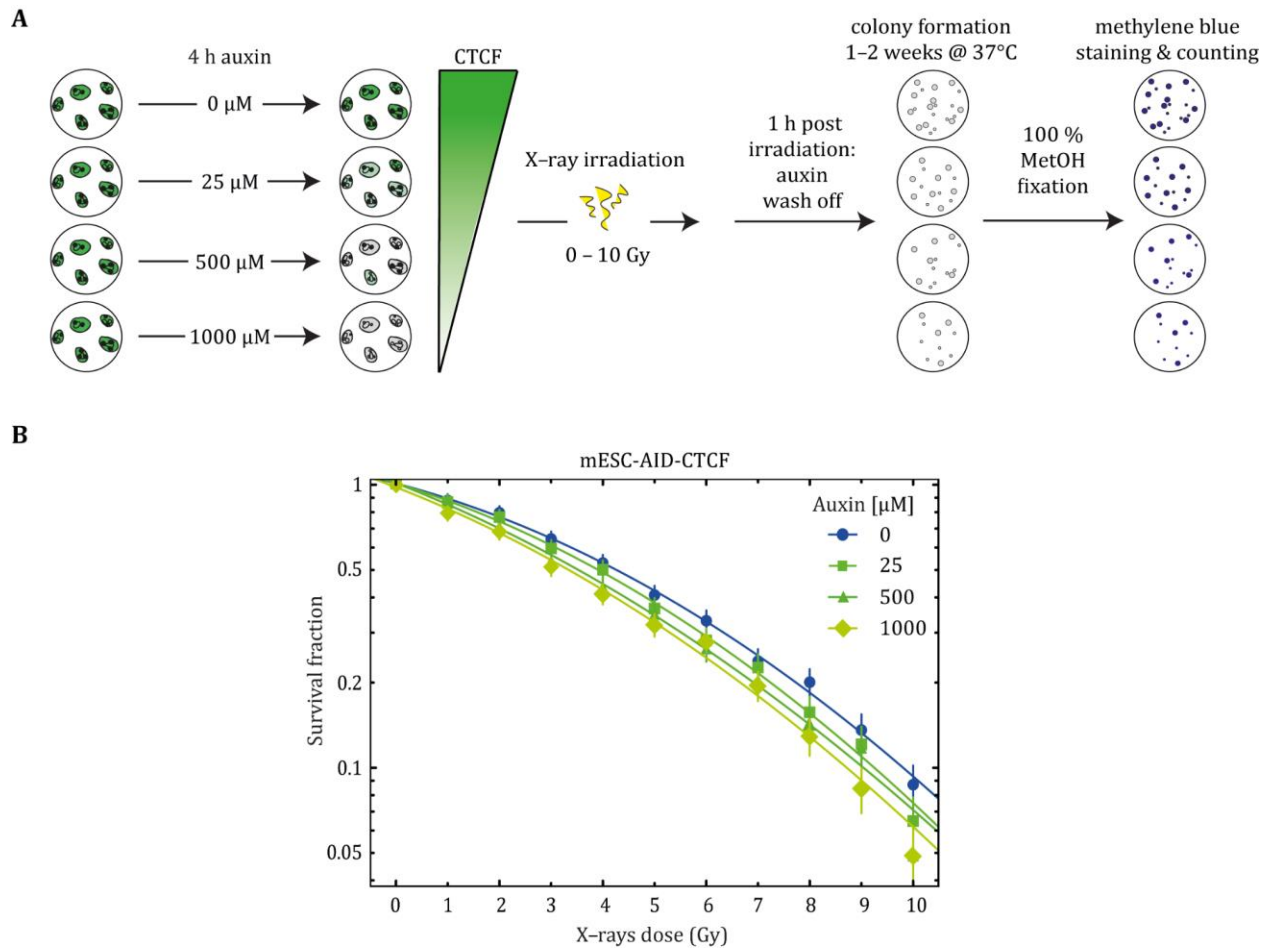 A
4 h auxin
0 μM
25 μM
500 μM
1000 μM
CTCF
X–ray irradiation
0 – 10 Gy
1 h post
irradiation:
auxin
wash off
colony formation
1–2 weeks @ 37°C
100 %
MetOH
fixation
methylene blue
staining & counting
B
mESC-AID-CTCF
Survival fraction
1
0.5
0.2
0.1
0.05
Auxin [μM]
0
25
500
1000
0 1 2 3 4 5 6 7 8 9 10
X–rays dose (Gy)